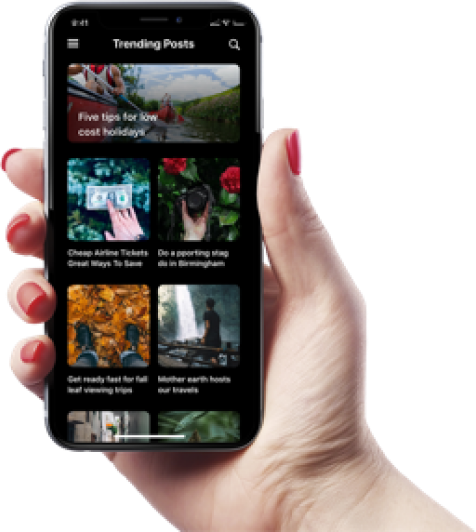 9:41
Trending Posts
Five tips for low
cost holidays
Cheap Airline Tickets
Great Ways To Save
Do a pporting stag
do in Birmingham
Get ready fast for fall
leaf viewing trips
Mother earth hosts
our travels